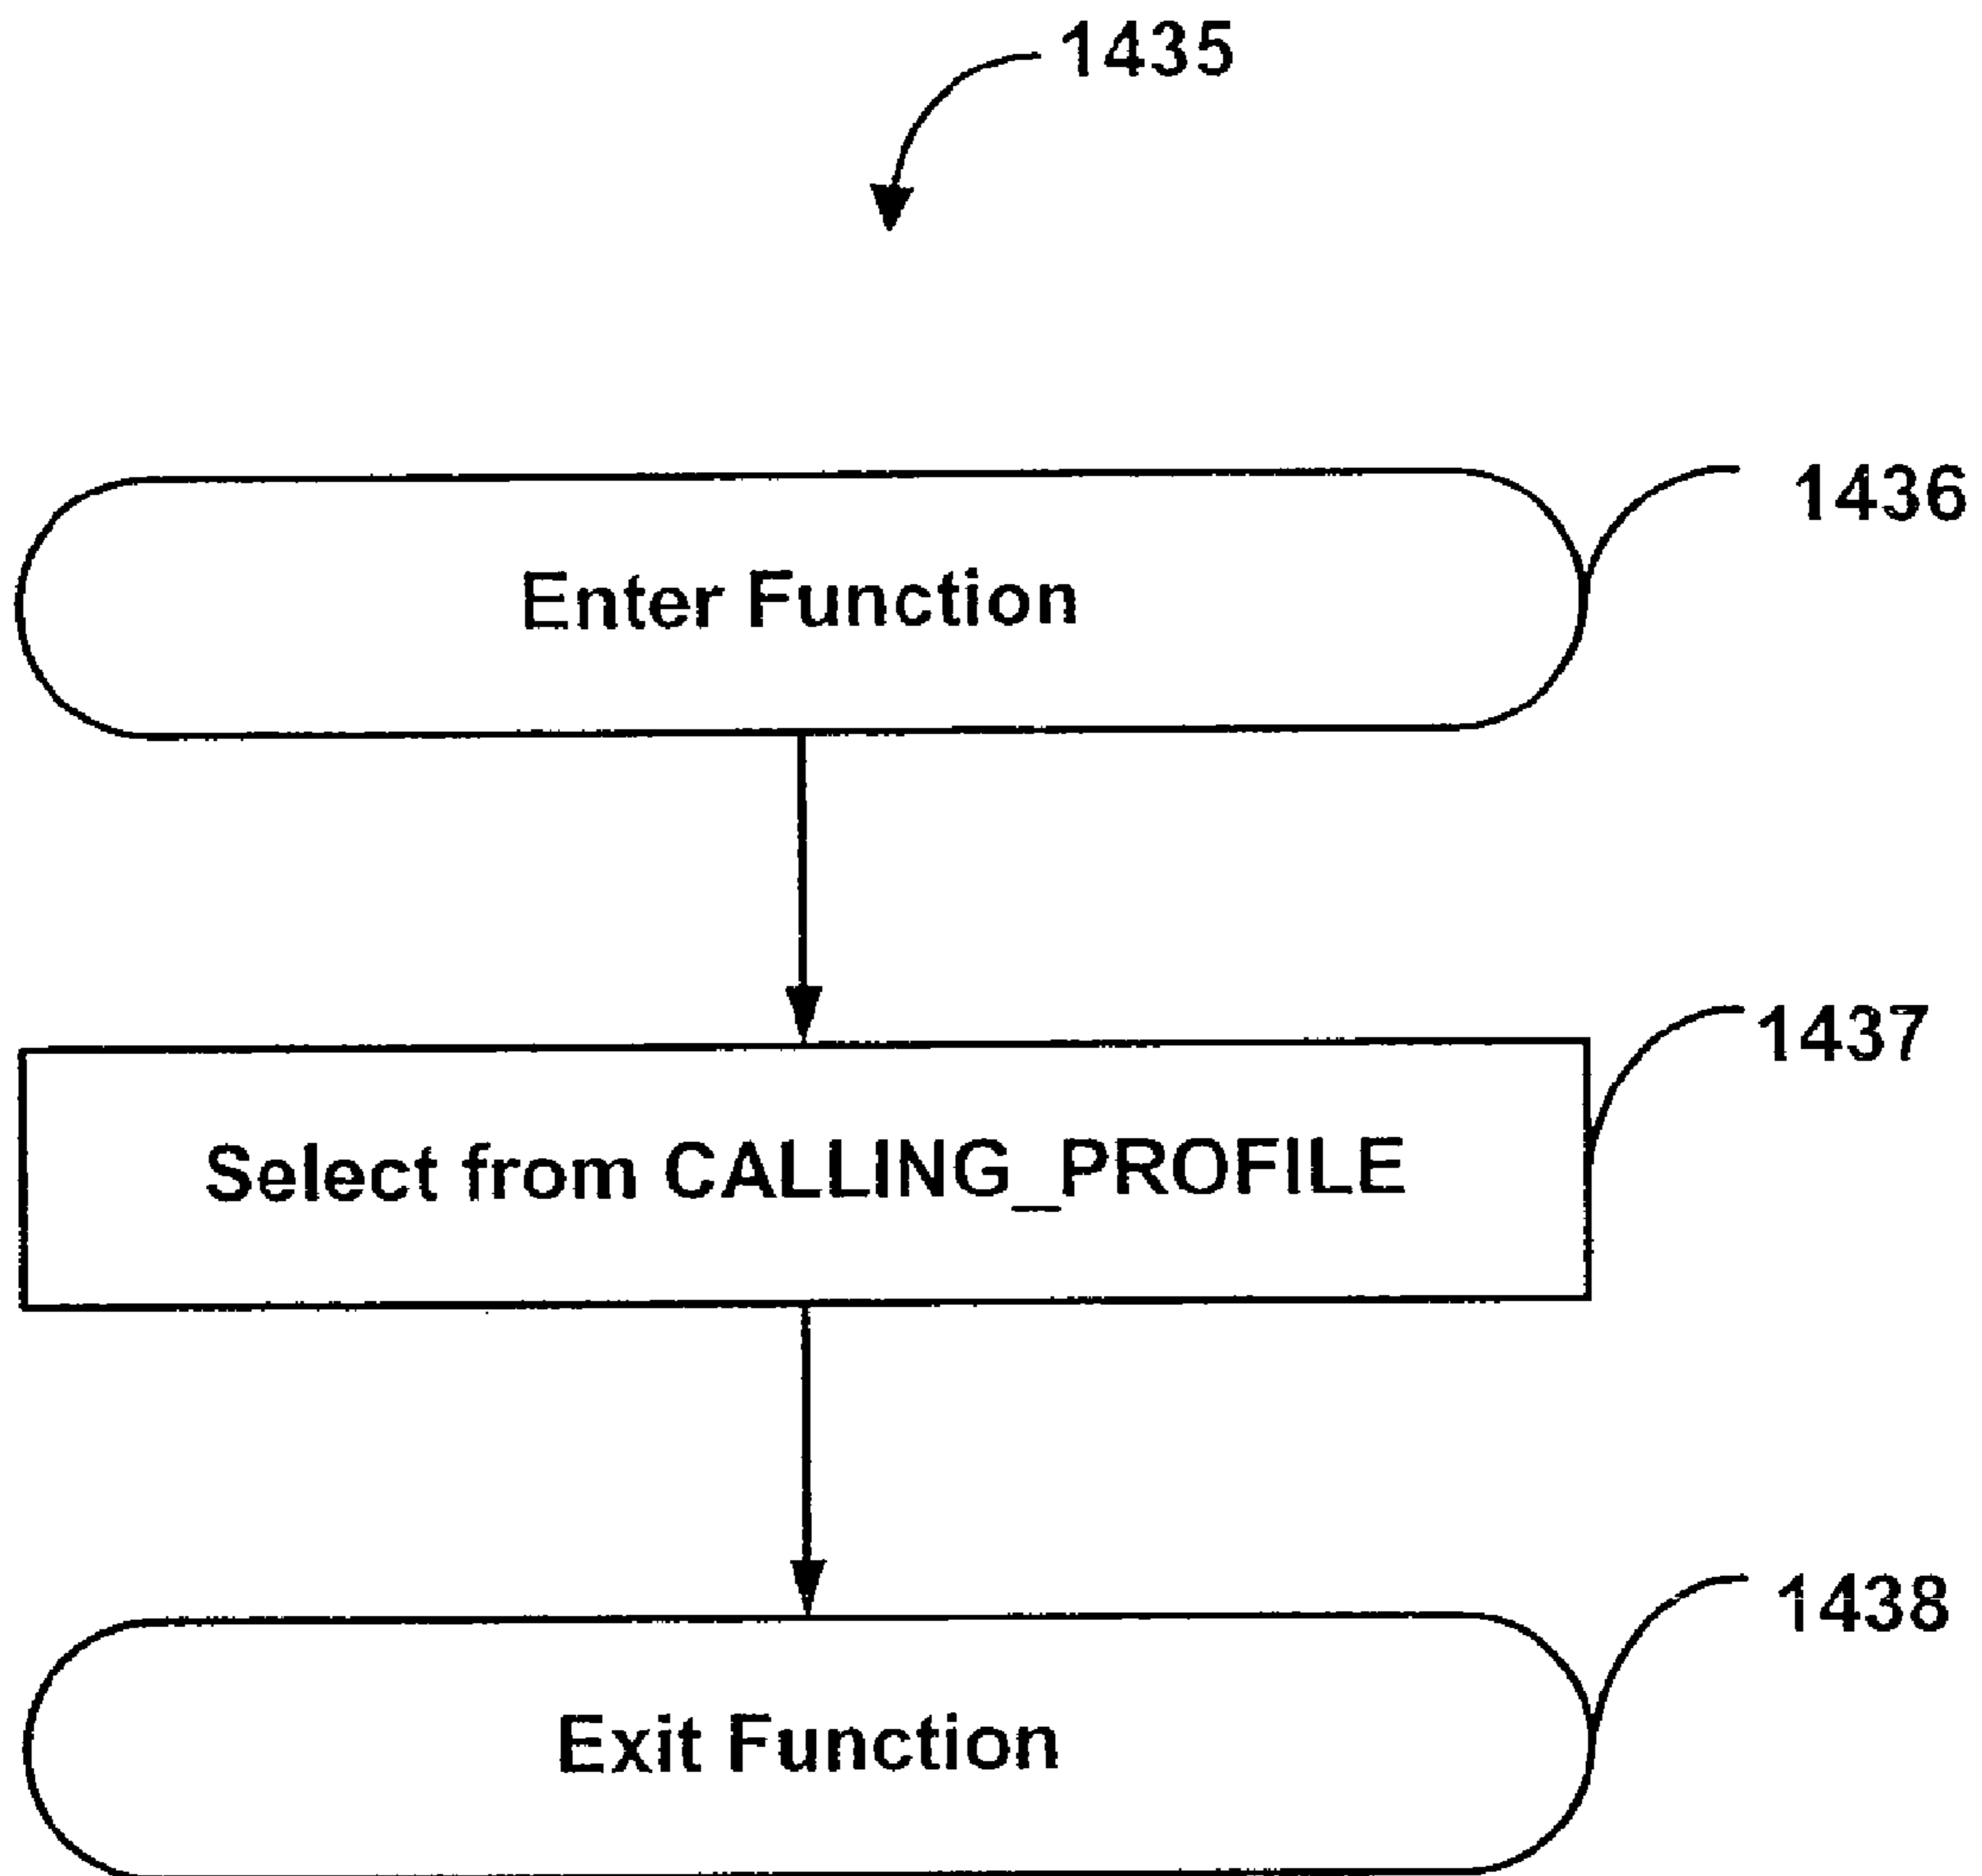 1435
1436
Enter Function
1437
Select from CALLING_PROFILE
1438
Exit Function